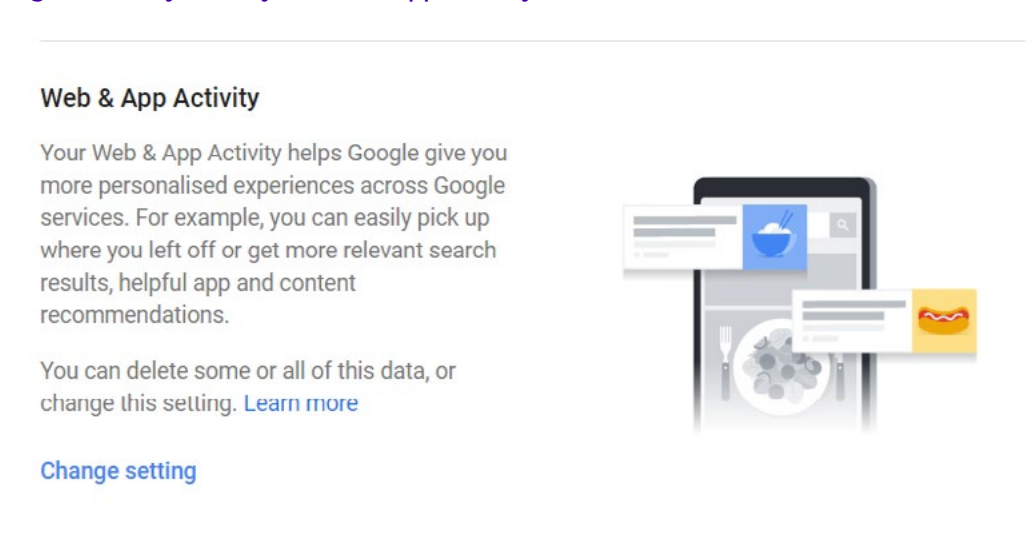 Web & App Activity
Your Web & App Activity helps Google give you
more personalised experiences across Google
services. For example, you can easily pick up
where you left off or get more relevant search
results, helpful app and content
recommendations.
You can delete some or all of this data, or
change this setting. Learn more
Change setting